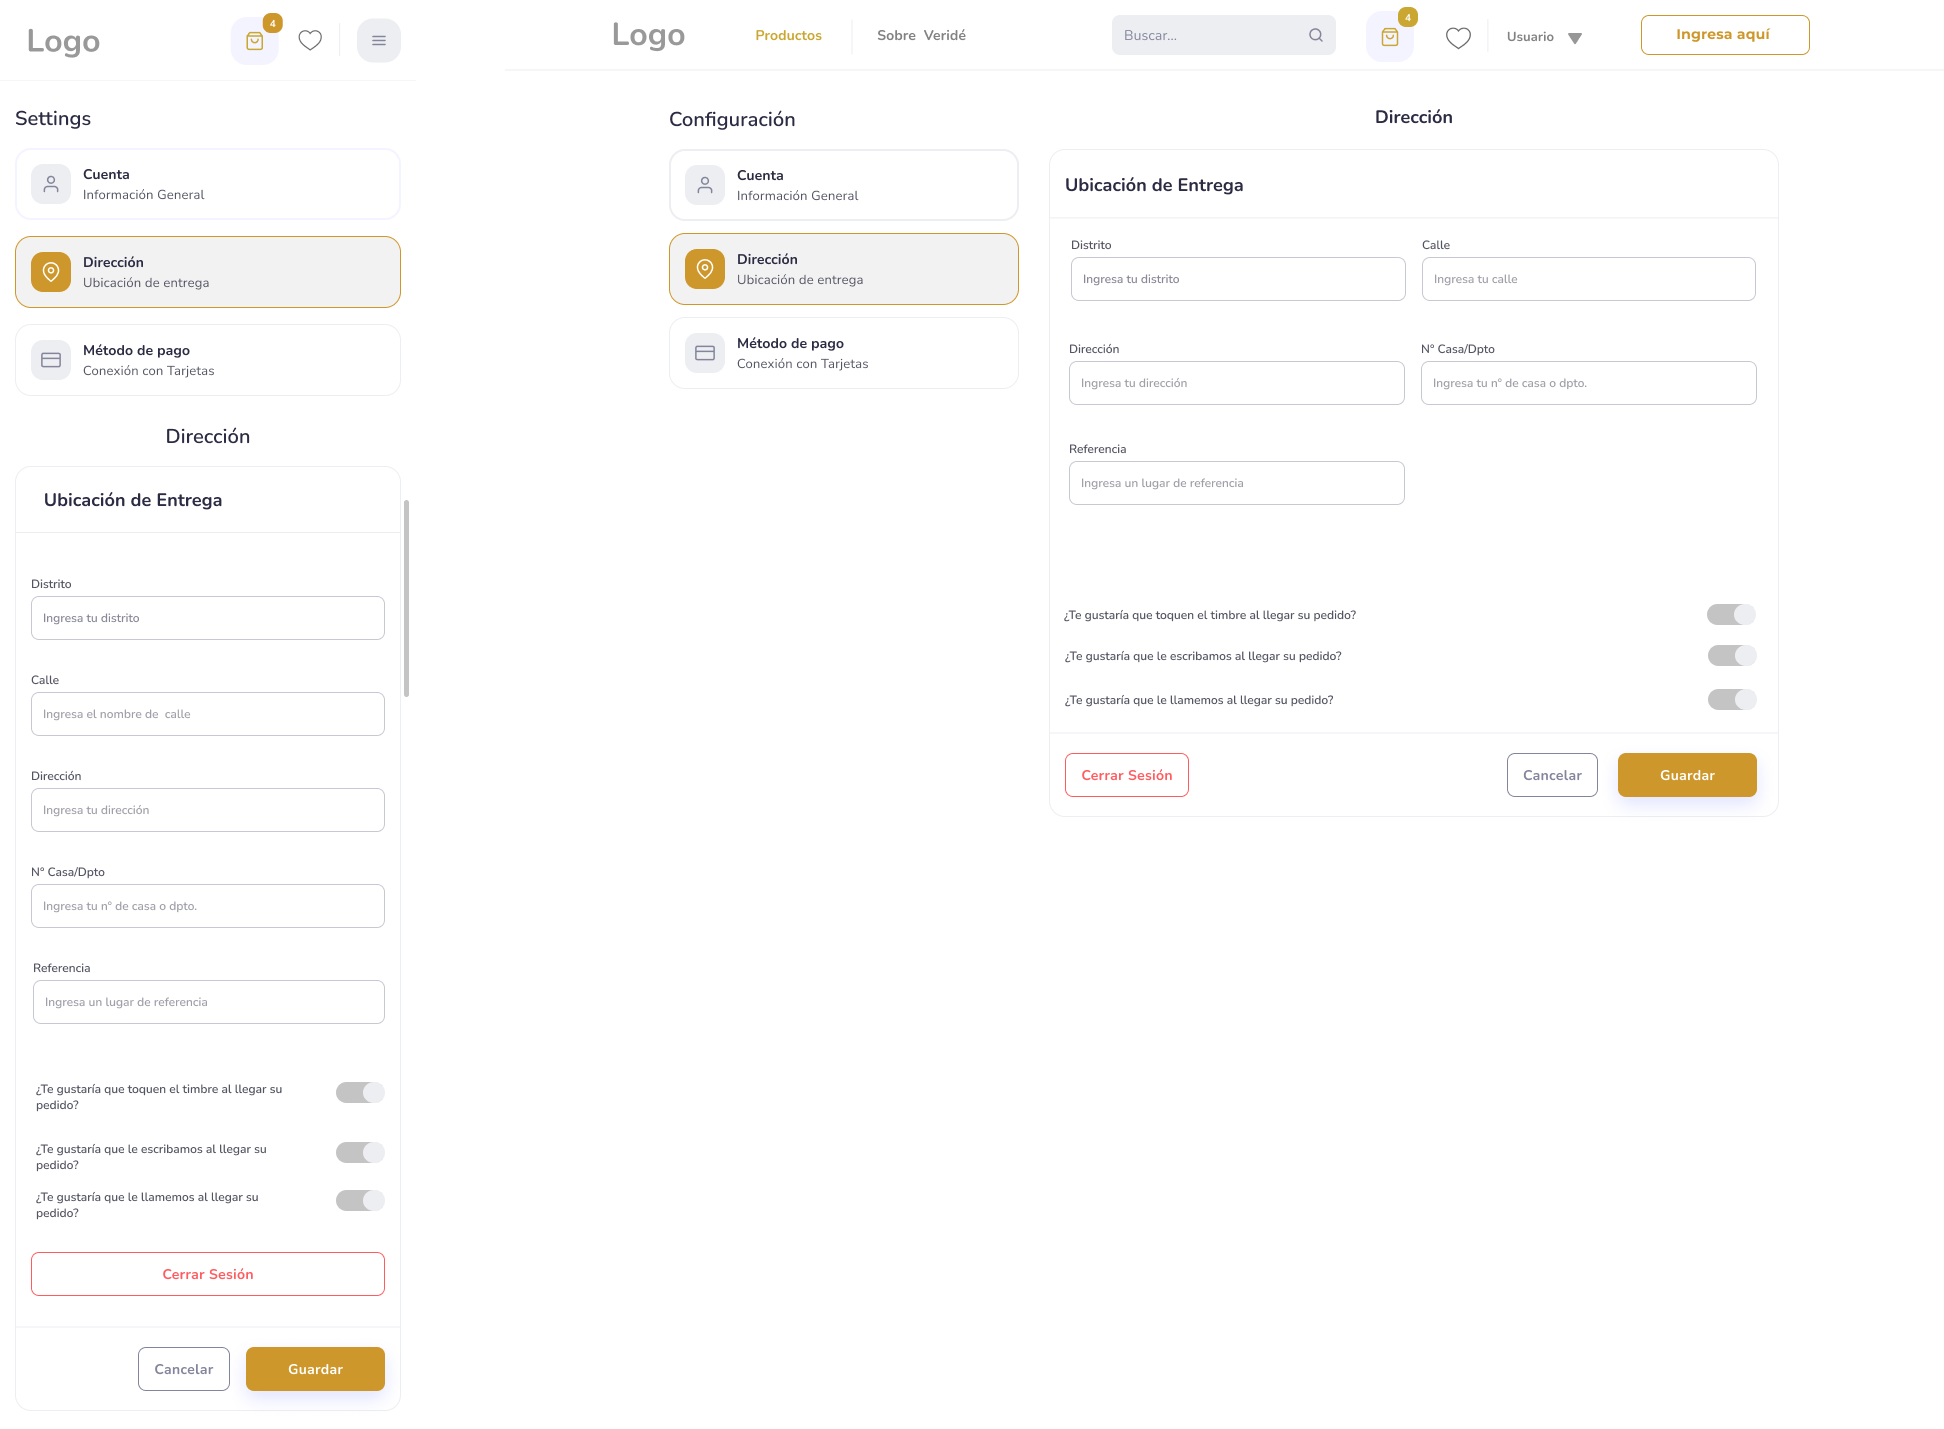 Logo
4
Settings
Cuenta
Información General
Dirección
Ubicación de entrega
Método de pago
Conexión con Tarjetas
Dirección
Ubicación de Entrega
Distrito
Ingresa tu distrito
Calle
Ingresa el nombre de  calle
Dirección
Ingresa tu dirección
N° Casa/Dpto
Ingresa tu n° de casa o dpto.
Referencia
Ingresa un lugar de referencia
¿Te gustaría que toquen el timbre al llegar su
pedido?
¿Te gustaría que le escribamos al llegar su
pedido?
¿Te gustaría que le llamemos al llegar su
pedido?
Cerrar Sesión
Cancelar
Guardar
Logo
Productos
Sobre Veridé
Buscar...
4
Usuario
Ingresa aquí
Configuración
Cuenta
Información General
Dirección
Ubicación de entrega
Método de pago
Conexión con Tarjetas
Dirección
Ubicación de Entrega
Distrito
Ingresa tu distrito
Calle
Ingresa tu calle
Dirección
Ingresa tu dirección
N° Casa/Dpto
Ingresa tu n° de casa o dpto.
Referencia
Ingresa un lugar de referencia
¿Te gustaría que toquen el timbre al llegar su pedido?
¿Te gustaría que le escribamos al llegar su pedido?
¿Te gustaría que le llamemos al llegar su pedido?
Cerrar Sesión
Cancelar
Guardar